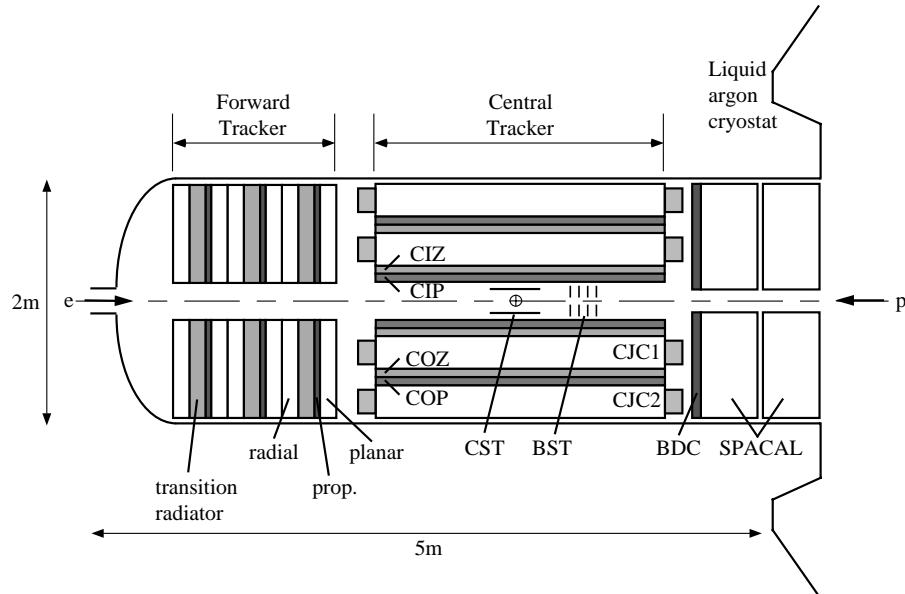 Forward
Tracker
Central
Tracker
Liquid
argon
cryostat
CIZ
CIP
2m
e
p
COZ
COP
CJC1
CJC2
radial
planar
CST
BST
BDC
SPACAL
transition
radiator
prop.
5m